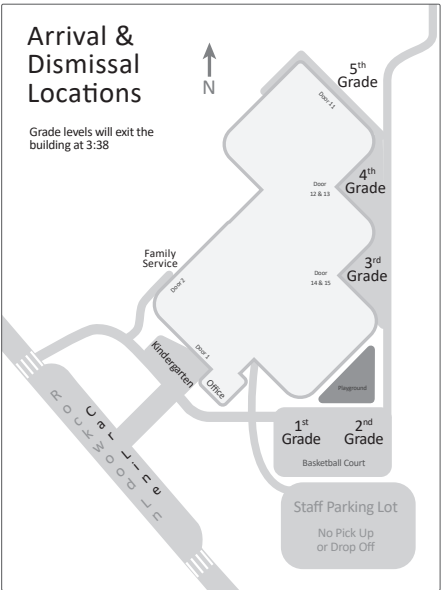 Arrival &
Dismissal
Locations
N
Grade levels will exit the
building at 3:38
5th
Grade
Door 11
4th
Grade
Door
12 & 13
3rd
Grade
Door
14 & 15
Family
Service
Door 2
Door 1
Kindergarten
Office
Playground
1st
Grade
2nd
Grade
Basketball Court
Car Line
Rockwood Ln
Staff Parking Lot
No Pick Up
or Drop Off